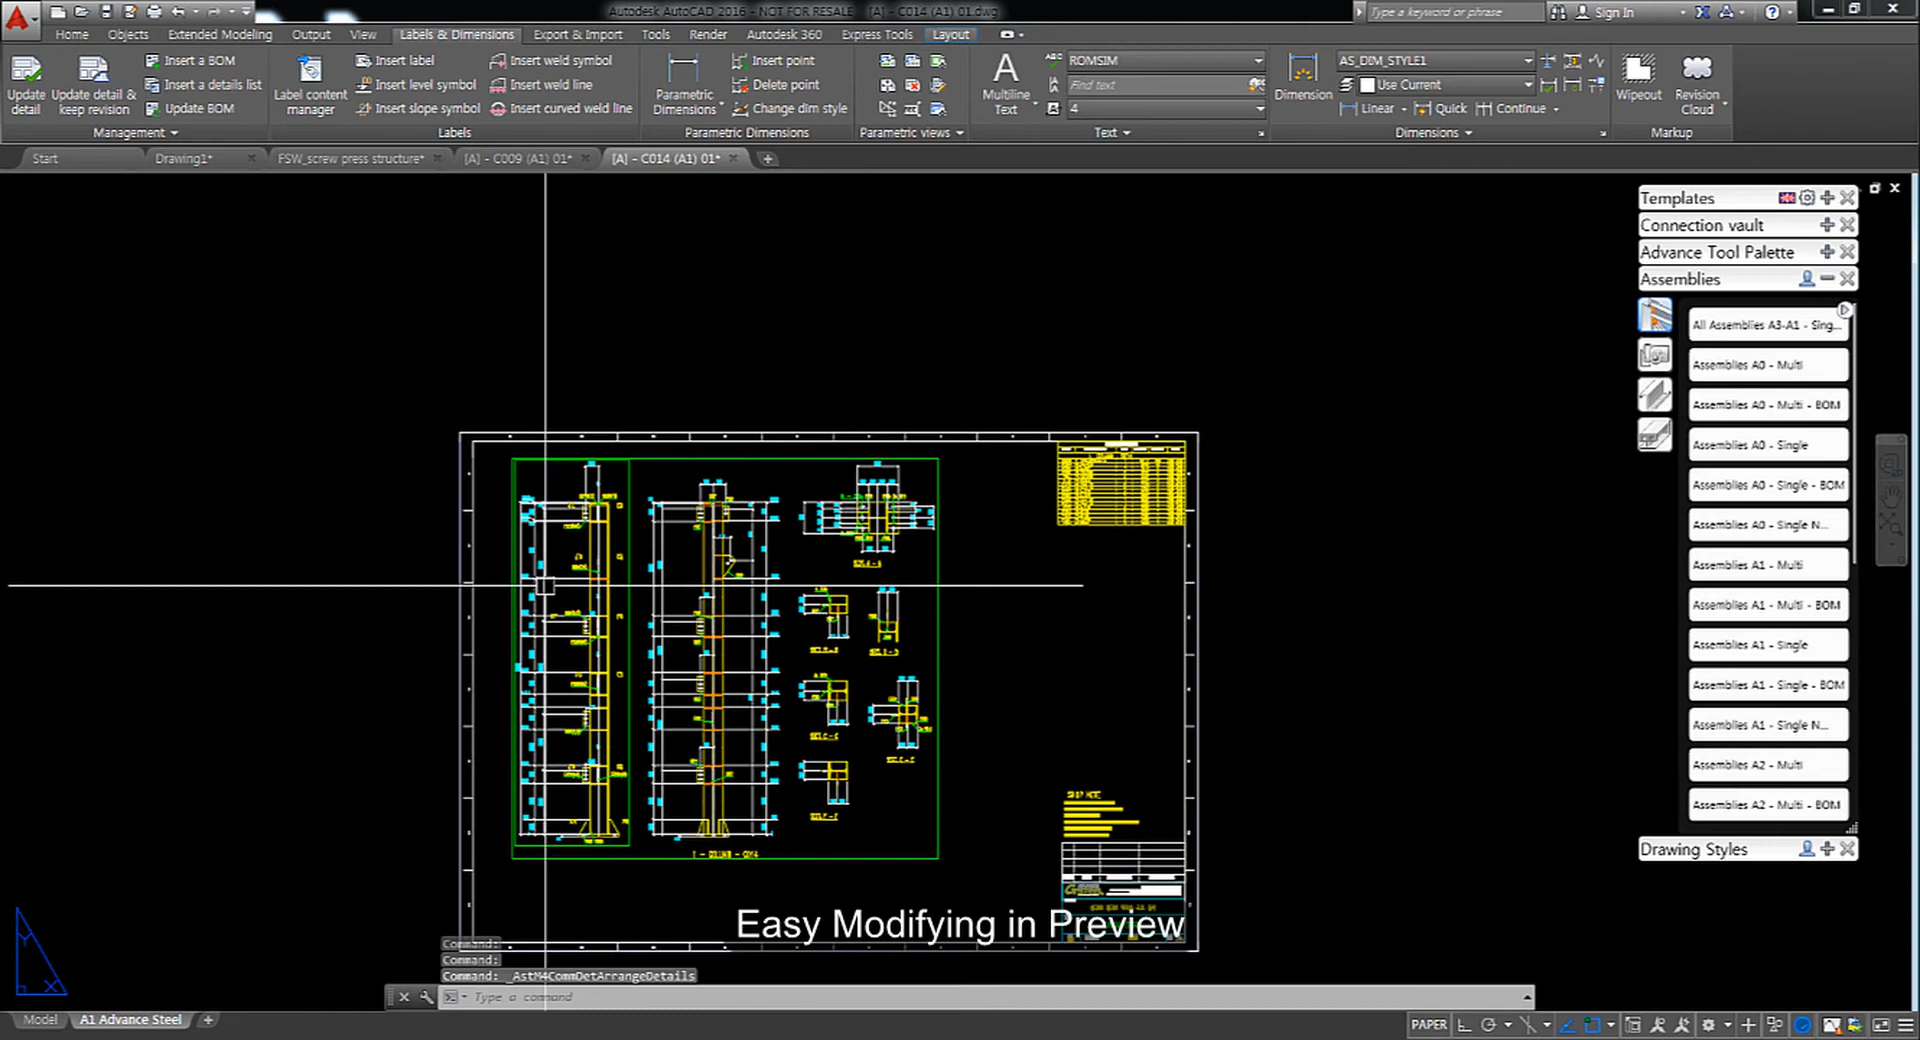 Autodesk AutoCAD 2016 - NOT FOR RESALE [A] - C014 (A1) 01.dwg
Type a keyword or phrase
Sign In
Home Objects Extended Modeling Output View Labels & Dimensions Export & Import Tools Render Autodesk 360 Express Tools Layout
Update detail
Update detail & keep revision
Insert a BOM
Insert a details list
Update BOM
Management
Label content manager
Insert label
Insert level symbol
Insert slope symbol
Insert weld symbol
Insert weld line
Insert curved weld line
Labels
Parametric Dimensions
Insert point
Delete point
Change dim style
Parametric Dimensions
Parametric views
A
Multiline Text
ROMSIM
Find text
4
Text
Dimension
AS_DIM_STYLE1
Use Current
Linear Quick Continue
Dimensions
Wipeout
Revision Cloud
Markup
Start
Drawing1*
FSW_screw press structure*
[A] - C009 (A1) 01*
[A] - C014 (A1) 01*
Templates
Connection vault
Advance Tool Palette
Assemblies
All Assemblies A3-A1 - Sing...
Assemblies A0 - Multi
Assemblies A0 - Multi - BOM
Assemblies A0 - Single
Assemblies A0 - Single - BOM
Assemblies A0 - Single N...
Assemblies A1 - Multi
Assemblies A1 - Multi - BOM
Assemblies A1 - Single
Assemblies A1 - Single - BOM
Assemblies A1 - Single N...
Assemblies A2 - Multi
Assemblies A2 - Multi - BOM
Drawing Styles
SHOP NOTE
Easy Modifying in Preview
Command:
Command:
Command: _AstM4CommDetArrangeDetails
Type a command
Model
A1 Advance Steel
PAPER